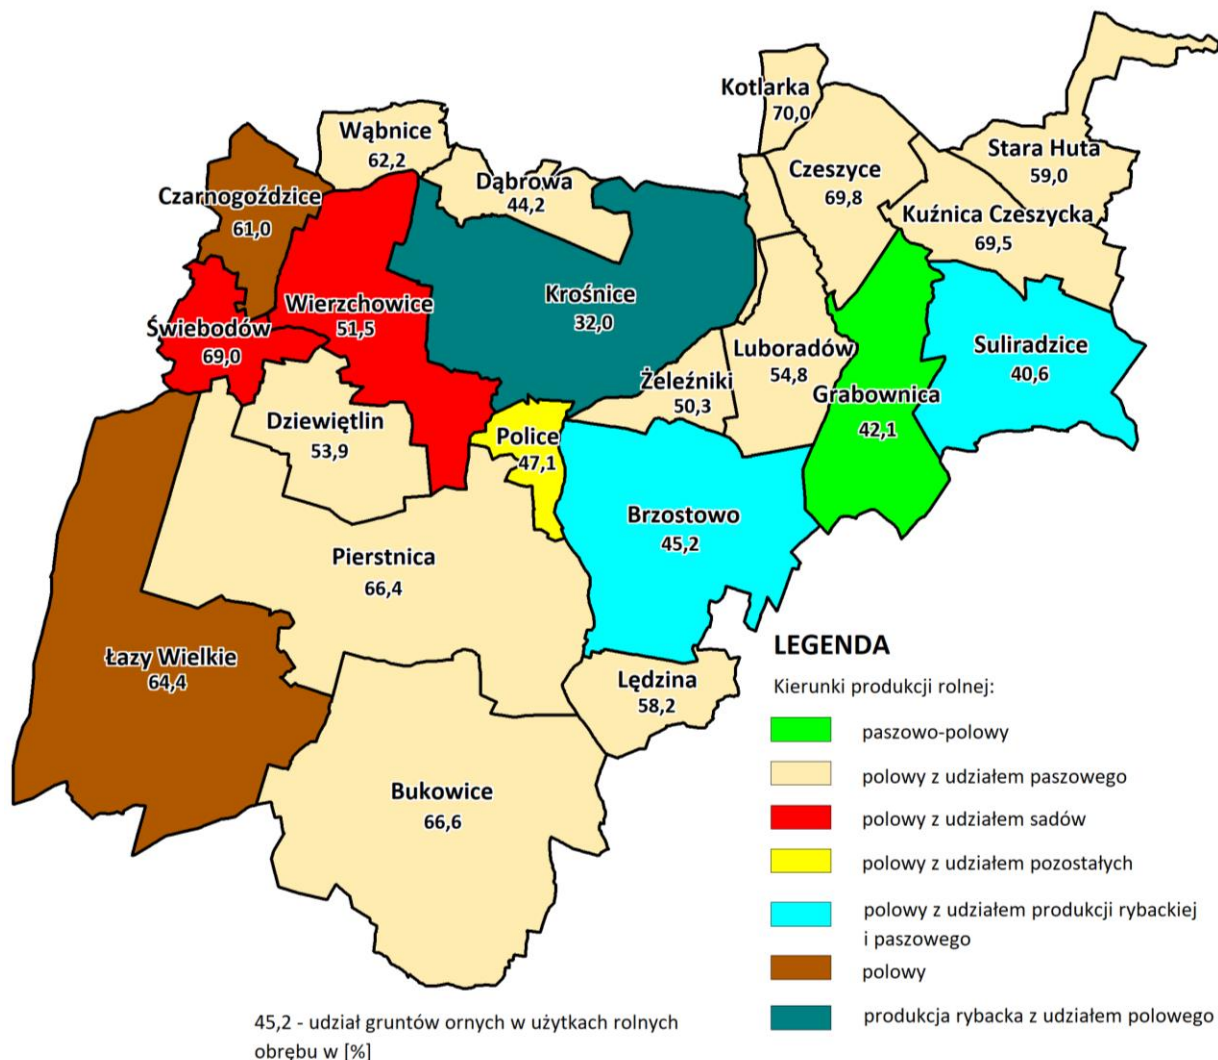 Kotlarka
70,0
Wąbnice
62,2
Stara Huta
59,0
Czeszyce
69,8
Dąbrowa
44,2
Czarnogoździce
61,0
Kuźnica Czeszycka
69,5
Krośnice
32,0
Wierzchowice
51,5
Świebodów
69,0
Luboradów
54,8
Suliradzice
40,6
Żeleźniki
50,3
Grabownica
42,1
Dziewiętlin
53,9
Police
47,1
Brzostowo
45,2
Pierstnica
66,4
Łazy Wielkie
64,4
Lędzina
58,2
Bukowice
66,6
LEGENDA
Kierunki produkcji rolnej:
paszowo-polowy
polowy z udziałem paszowego
polowy z udziałem sadów
polowy z udziałem pozostałych
polowy z udziałem produkcji rybackiej
i paszowego
polowy
produkcja rybacka z udziałem polowego
45,2 - udział gruntów ornych w użytkach rolnych
obrębu w [%]